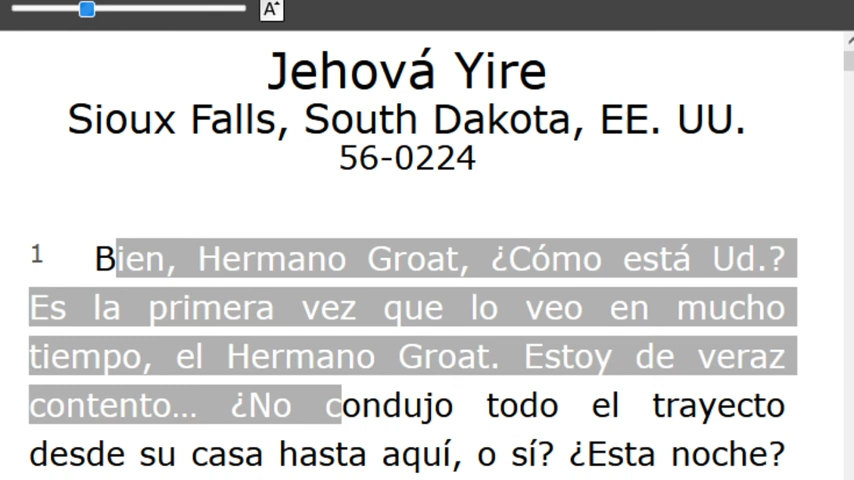 A
Jehová Yire
Sioux Falls, South Dakota, EE. UU.
56-0224
1 Bien, Hermano Groat, ¿Cómo está Ud.?
Es la primera vez que lo veo en mucho
tiempo, el Hermano Groat. Estoy de veraz
contento... ¿No condujo todo el trayecto
desde su casa hasta aquí, o sí? ¿Esta noche?